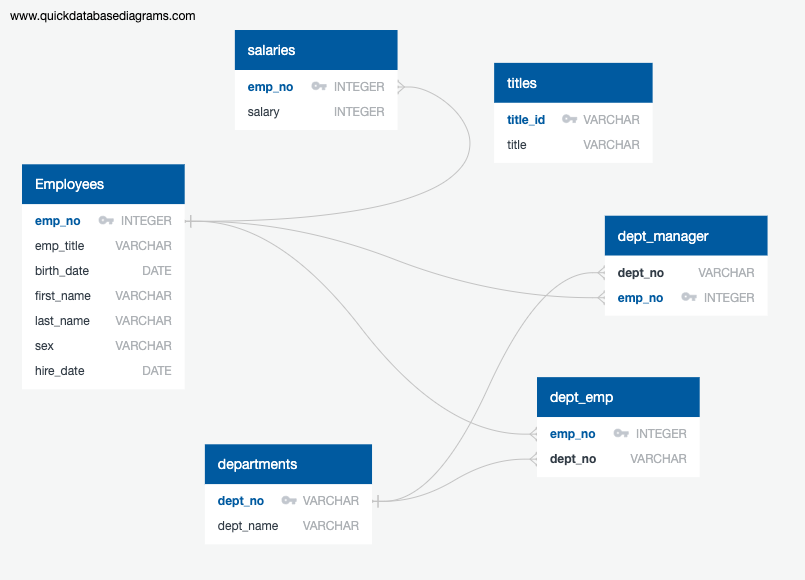 www.quickdatabasediagrams.com
salaries
emp_no INTEGER
salary INTEGER
titles
title_id VARCHAR
title VARCHAR
Employees
emp_no INTEGER
emp_title VARCHAR
birth_date DATE
first_name VARCHAR
last_name VARCHAR
sex VARCHAR
hire_date DATE
dept_manager
dept_no VARCHAR
emp_no INTEGER
dept_emp
emp_no INTEGER
dept_no VARCHAR
departments
dept_no VARCHAR
dept_name VARCHAR